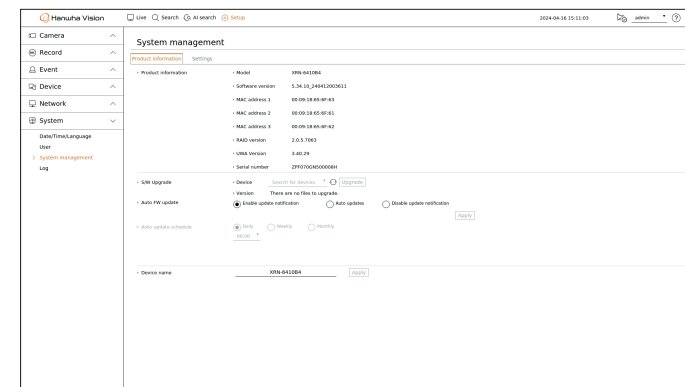 Hanwha Vision
Live Search AI search Setup 2024-04-16 15:11:03 admin
Camera
Record
Event
Device
Network
System
Date/Time/Language
User
System management
Log
System management
Product information Settings
Product information
Model XRN-6410B4
Software version 5.34.10_240412003611
MAC address 1 00:09:18:65:6F:63
MAC address 2 00:09:18:65:6F:61
MAC address 3 00:09:18:65:6F:62
RAID version 2.0.5.7003
UWA Version 3.40.29
Serial number ZPF070GN500008H
S/W Upgrade Device Search for devices. Upgrade
Version There are no files to upgrade.
Auto FW update Enable update notification Auto updates Disable update notification
Apply
Auto update schedule Daily Weekly Monthly
00:00
Device name XRN-6410B4 Apply